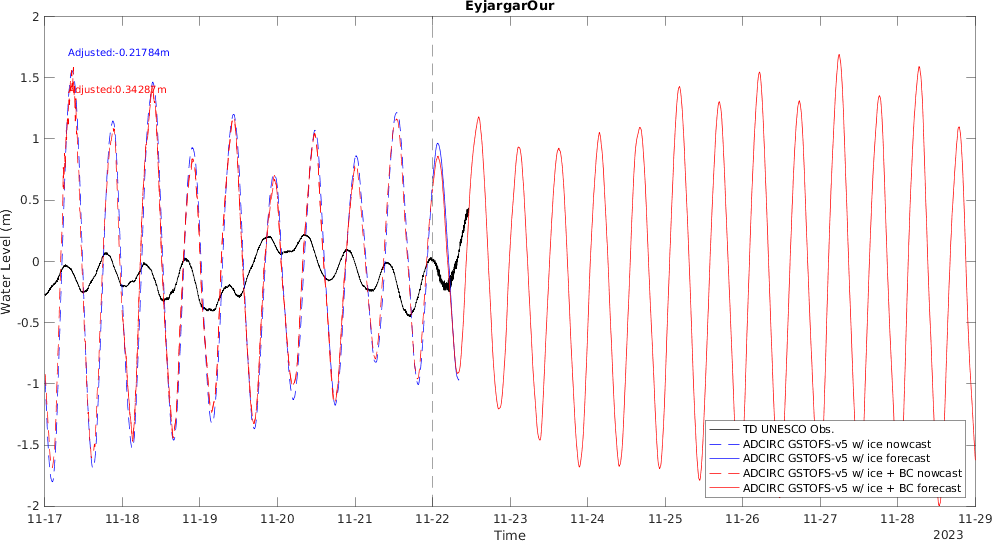 EyjargarOur
Adjusted:-0.21784m
Adjusted:0.34287m
Water Level (m)
2
1.5
1
0.5
0
-0.5
-1
-1.5
-2
TD UNESCO Obs.
ADCIRC GSTOFS-v5 w/ ice nowcast
ADCIRC GSTOFS-v5 w/ ice forecast
ADCIRC GSTOFS-v5 w/ ice + BC nowcast
ADCIRC GSTOFS-v5 w/ ice + BC forecast
11-17 11-18 11-19 11-20 11-21 11-22 11-23 11-24 11-25 11-26 11-27 11-28 11-29
Time
2023